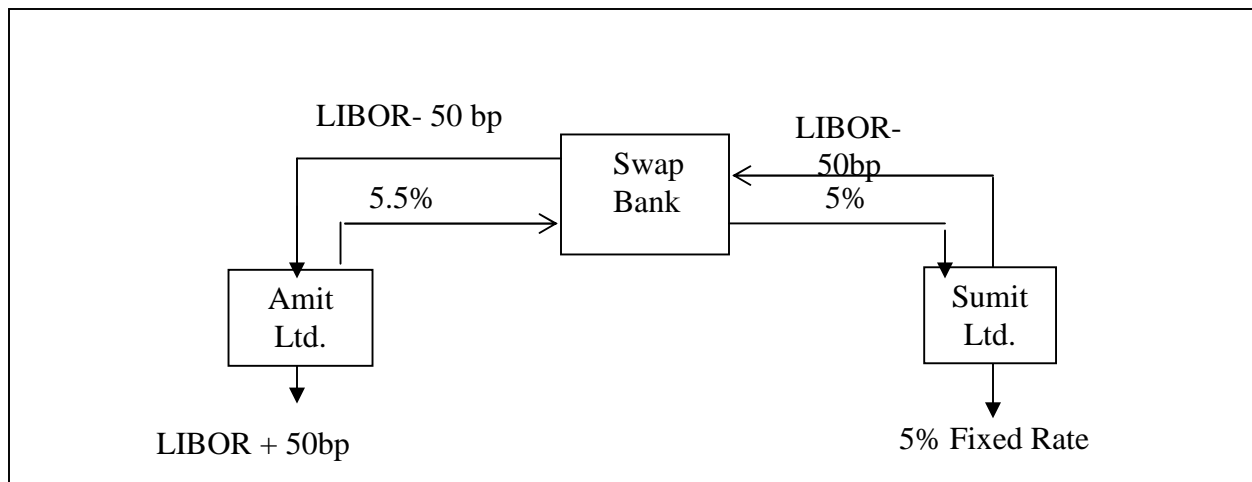 LIBOR- 50 bp
LIBOR-
50bp
Swap
Bank
5.5%
5%
Amit
Ltd.
Sumit
Ltd.
LIBOR + 50bp
5% Fixed Rate